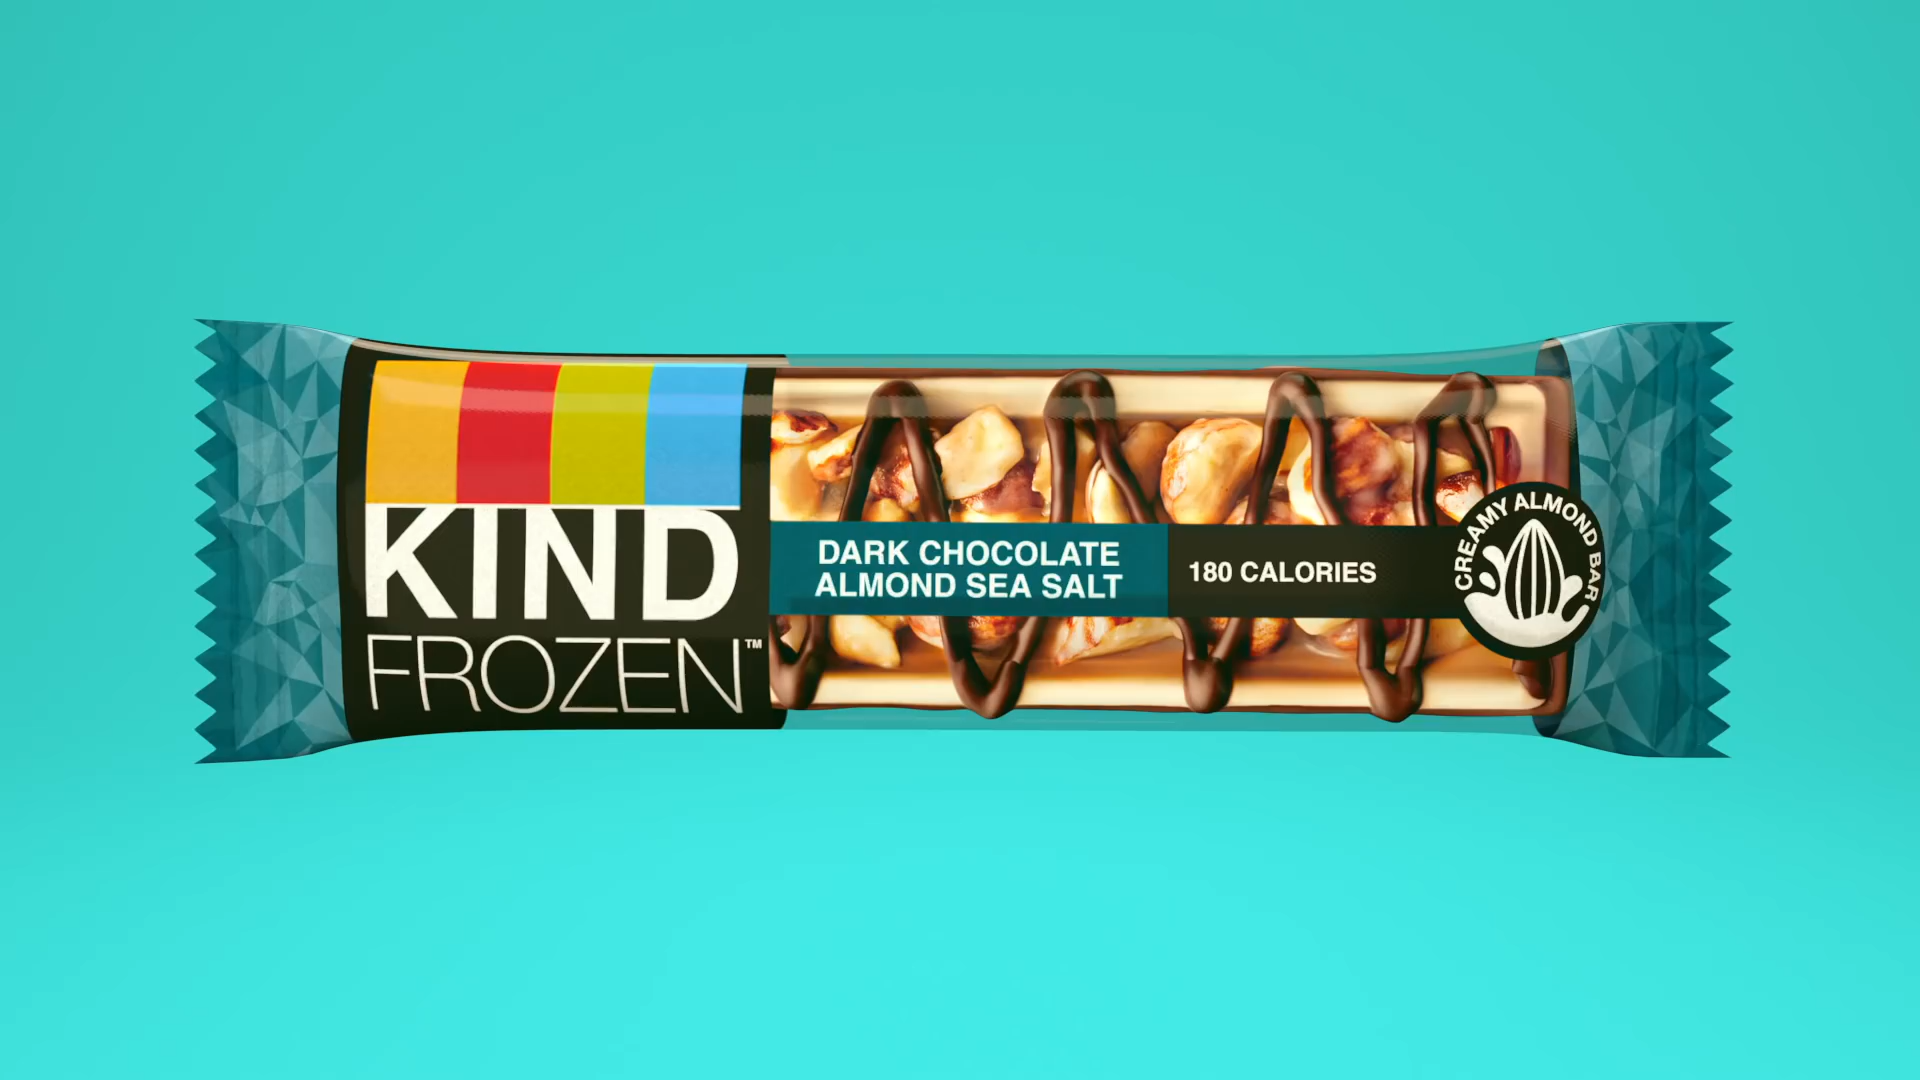 KIND
FROZEN™
DARK CHOCOLATE
ALMOND SEA SALT
180 CALORIES
CREAMY ALMOND BAR